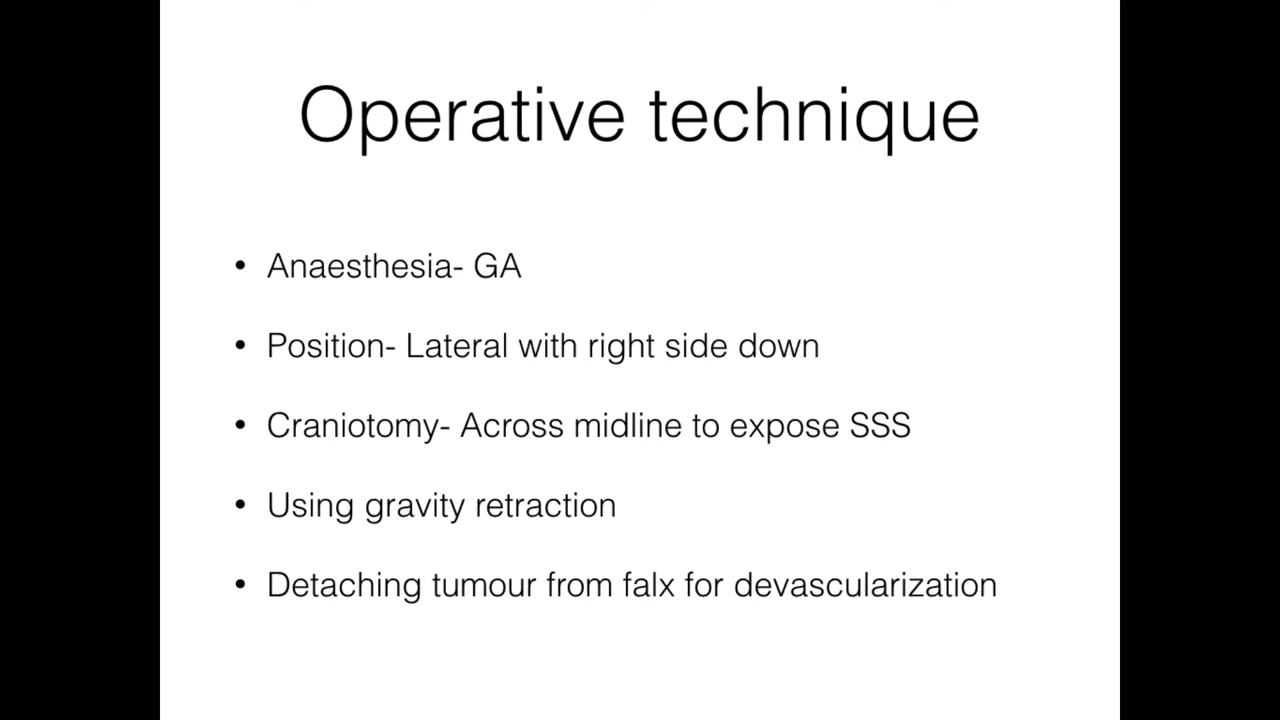 Operative technique
• Anaesthesia- GA
• Position- Lateral with right side down
• Craniotomy- Across midline to expose SSS
• Using gravity retraction
• Detaching tumour from falx for devascularization